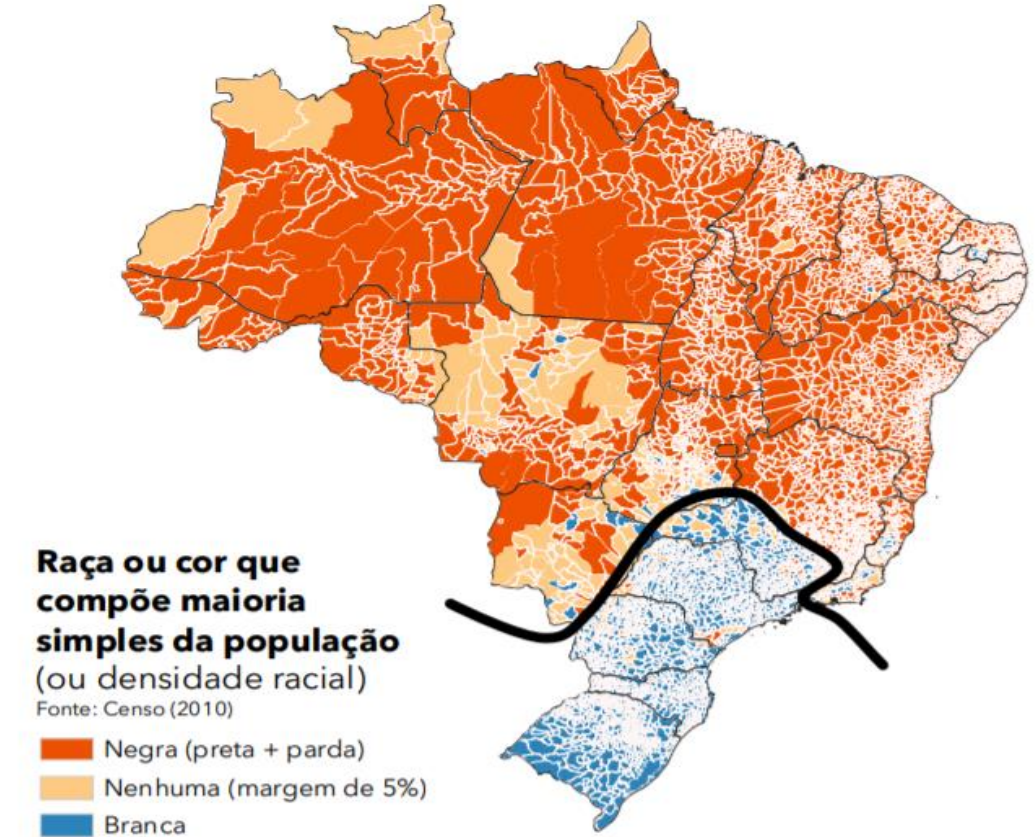 Raça ou cor que
compõe maioria
simples da população
(ou densidade racial)
Fonte: Censo (2010)
Negra (preta + parda)
Nenhuma (margem de 5%)
Branca